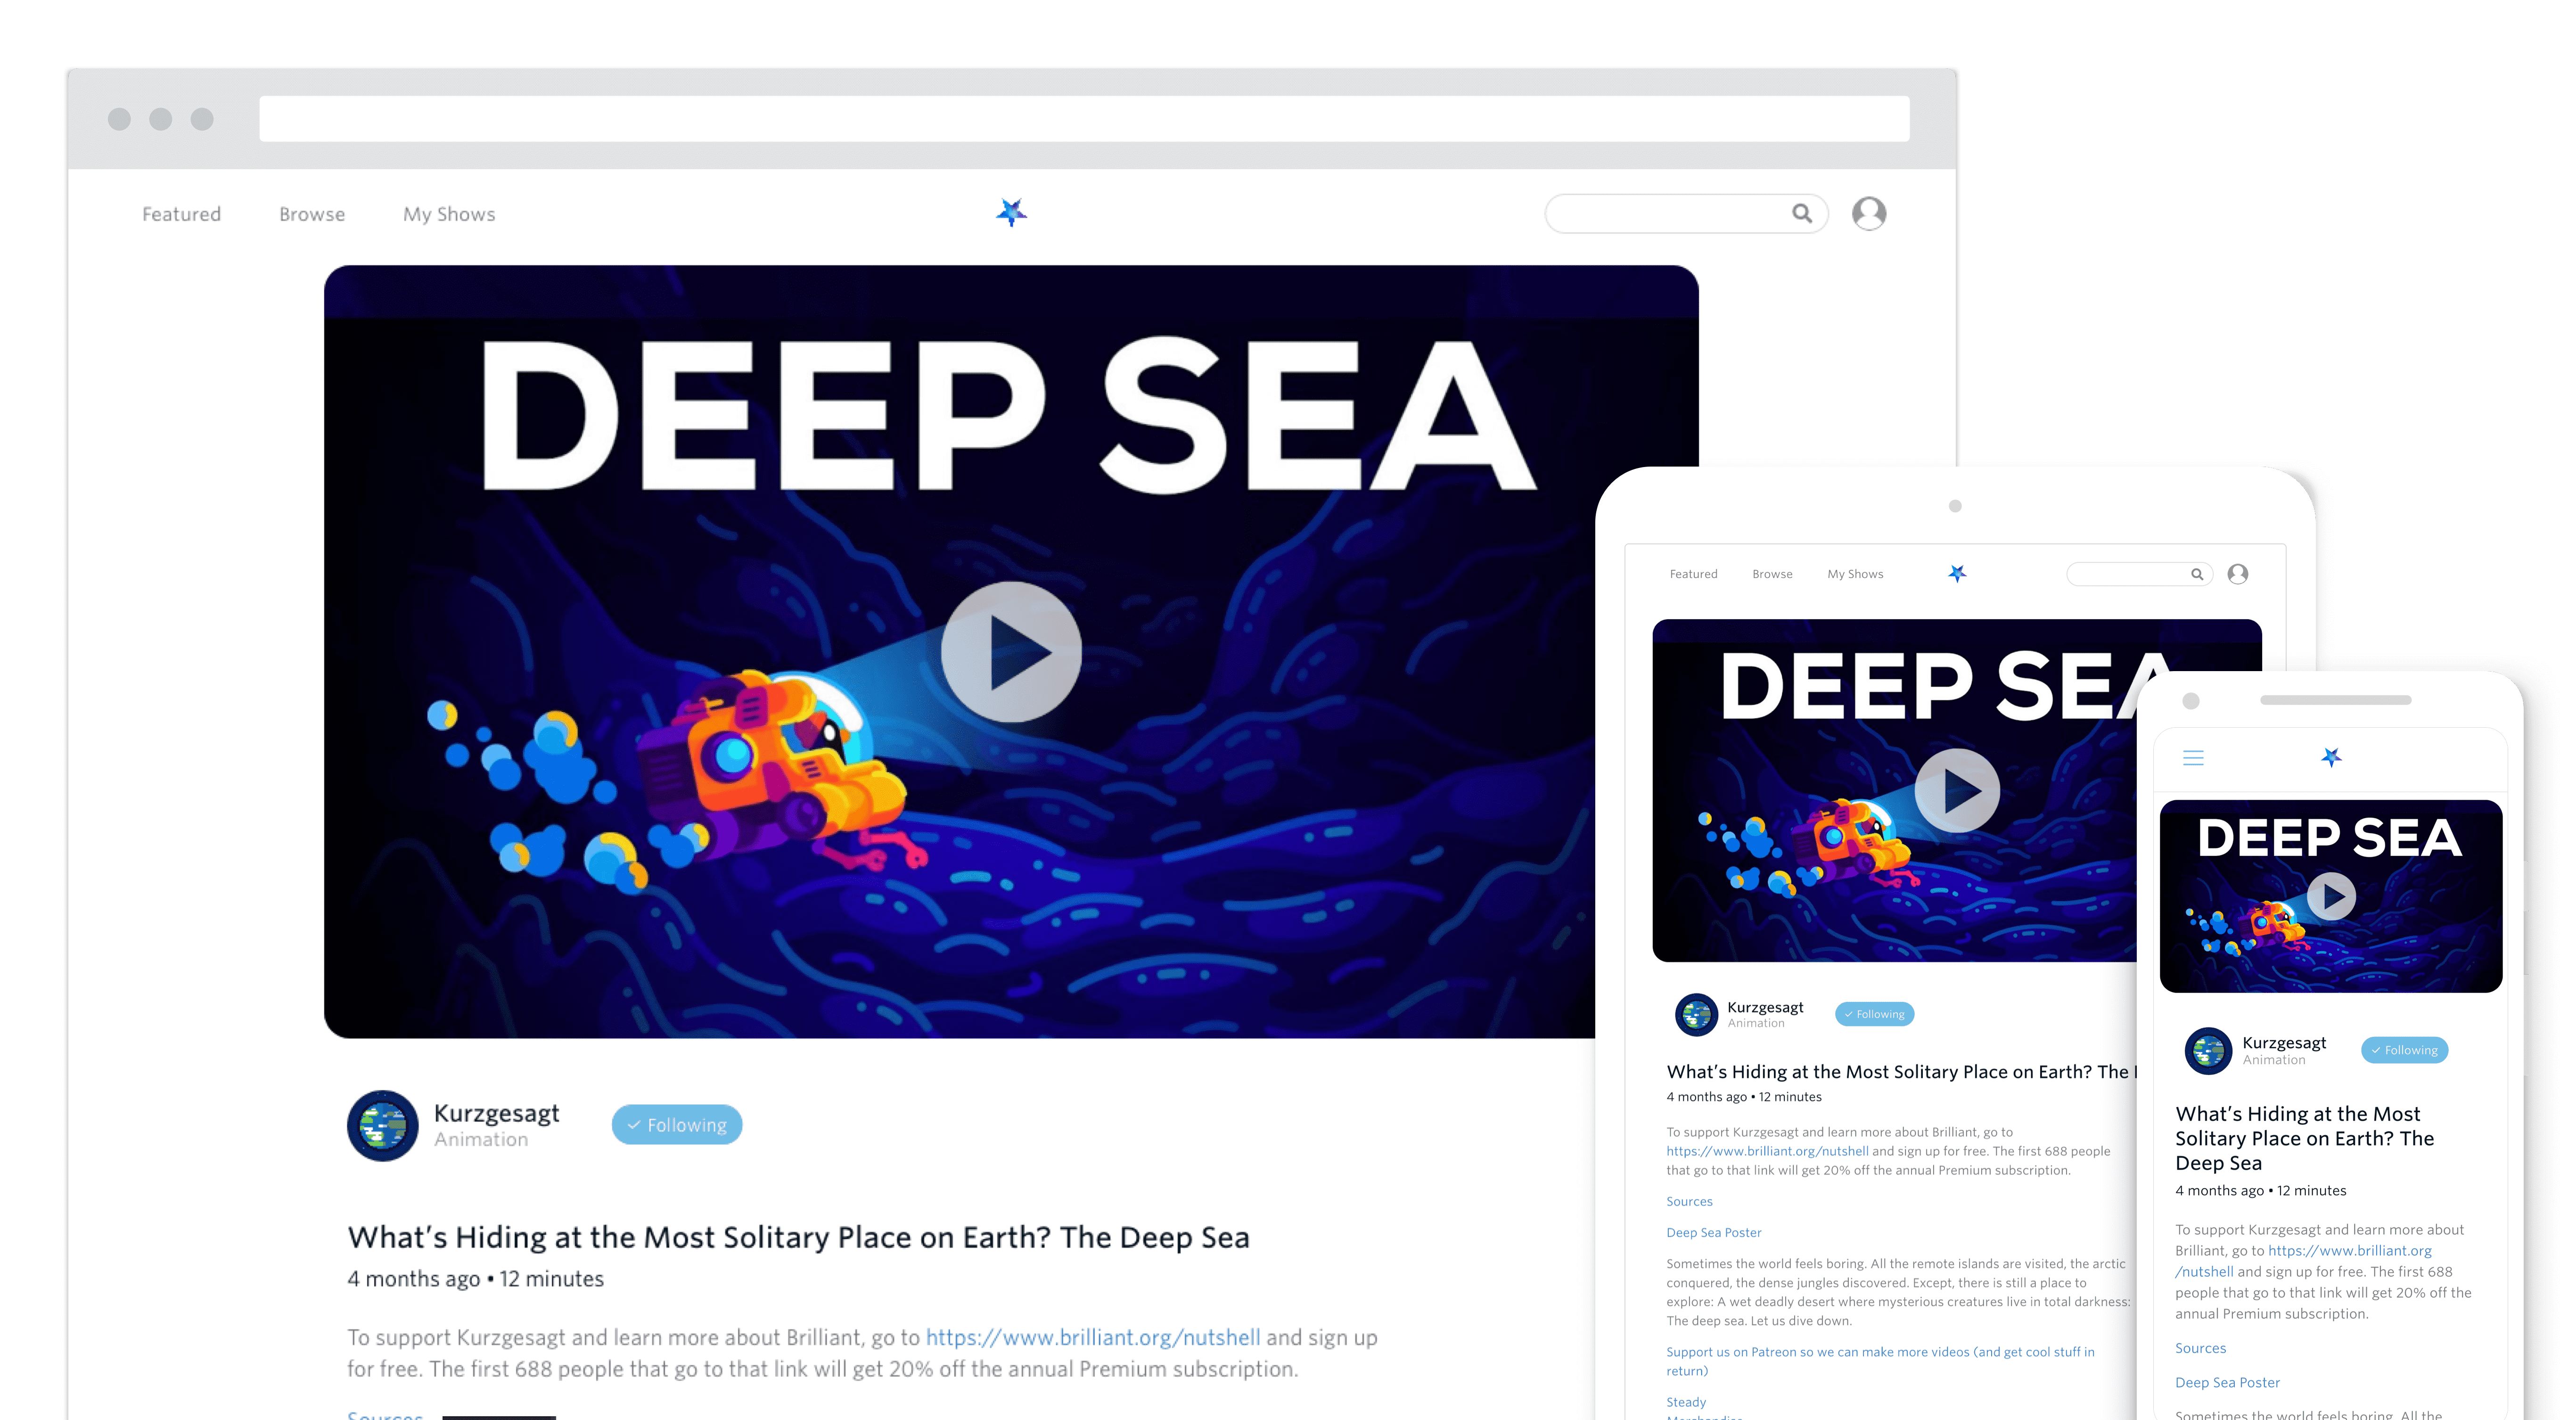 Featured Browse My Shows
DEEP SEA
Kurzgesagt
Animation
Following
What's Hiding at the Most Solitary Place on Earth? The Deep Sea
4 months ago • 12 minutes
To support Kurzgesagt and learn more about Brilliant, go to https://www.brilliant.org/nutshell and sign up
for free. The first 688 people that go to that link will get 20% off the annual Premium subscription.
Sources
Featured Browse My Shows
DEEP SEA
Kurzgesagt
Animation
Following
What's Hiding at the Most Solitary Place on Earth? The
4 months ago • 12 minutes
To support Kurzgesagt and learn more about Brilliant, go to
https://www.brilliant.org/nutshell and sign up for free. The first 688 people
that go to that link will get 20% off the annual Premium subscription.
Sources
Deep Sea Poster
Sometimes the world feels boring. All the remote islands are visited, the arctic
conquered, the dense jungles discovered. Except, there is still a place to
explore: A wet deadly desert where mysterious creatures live in total darkness:
The deep sea. Let us dive down.
Support us on Patreon so we can make more videos (and get cool stuff in
return)
Steady
DEEP SEA
Kurzgesagt
Animation
Following
What's Hiding at the Most
Solitary Place on Earth? The
Deep Sea
4 months ago • 12 minutes
To support Kurzgesagt and learn more about
Brilliant, go to https://www.brilliant.org
/nutshell and sign up for free. The first 688
people that go to that link will get 20% off the
annual Premium subscription.
Sources
Deep Sea Poster
Sometimes the world feels boring. All the